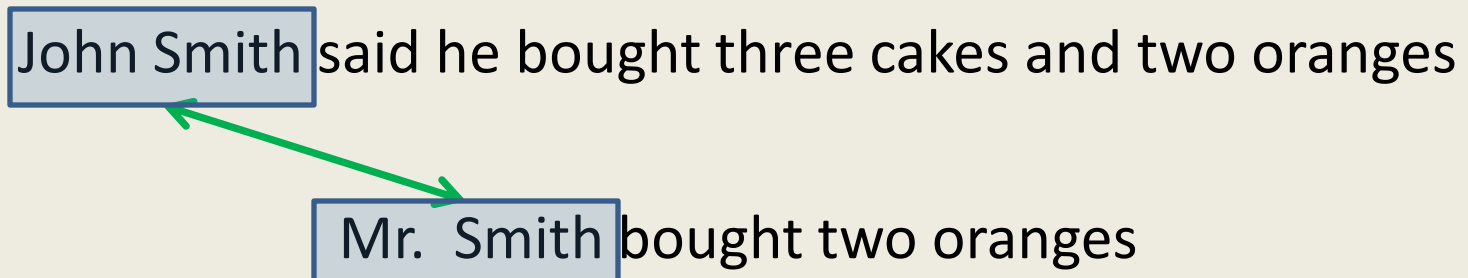 John Smith said he bought three cakes and two oranges
Mr. Smith bought two oranges